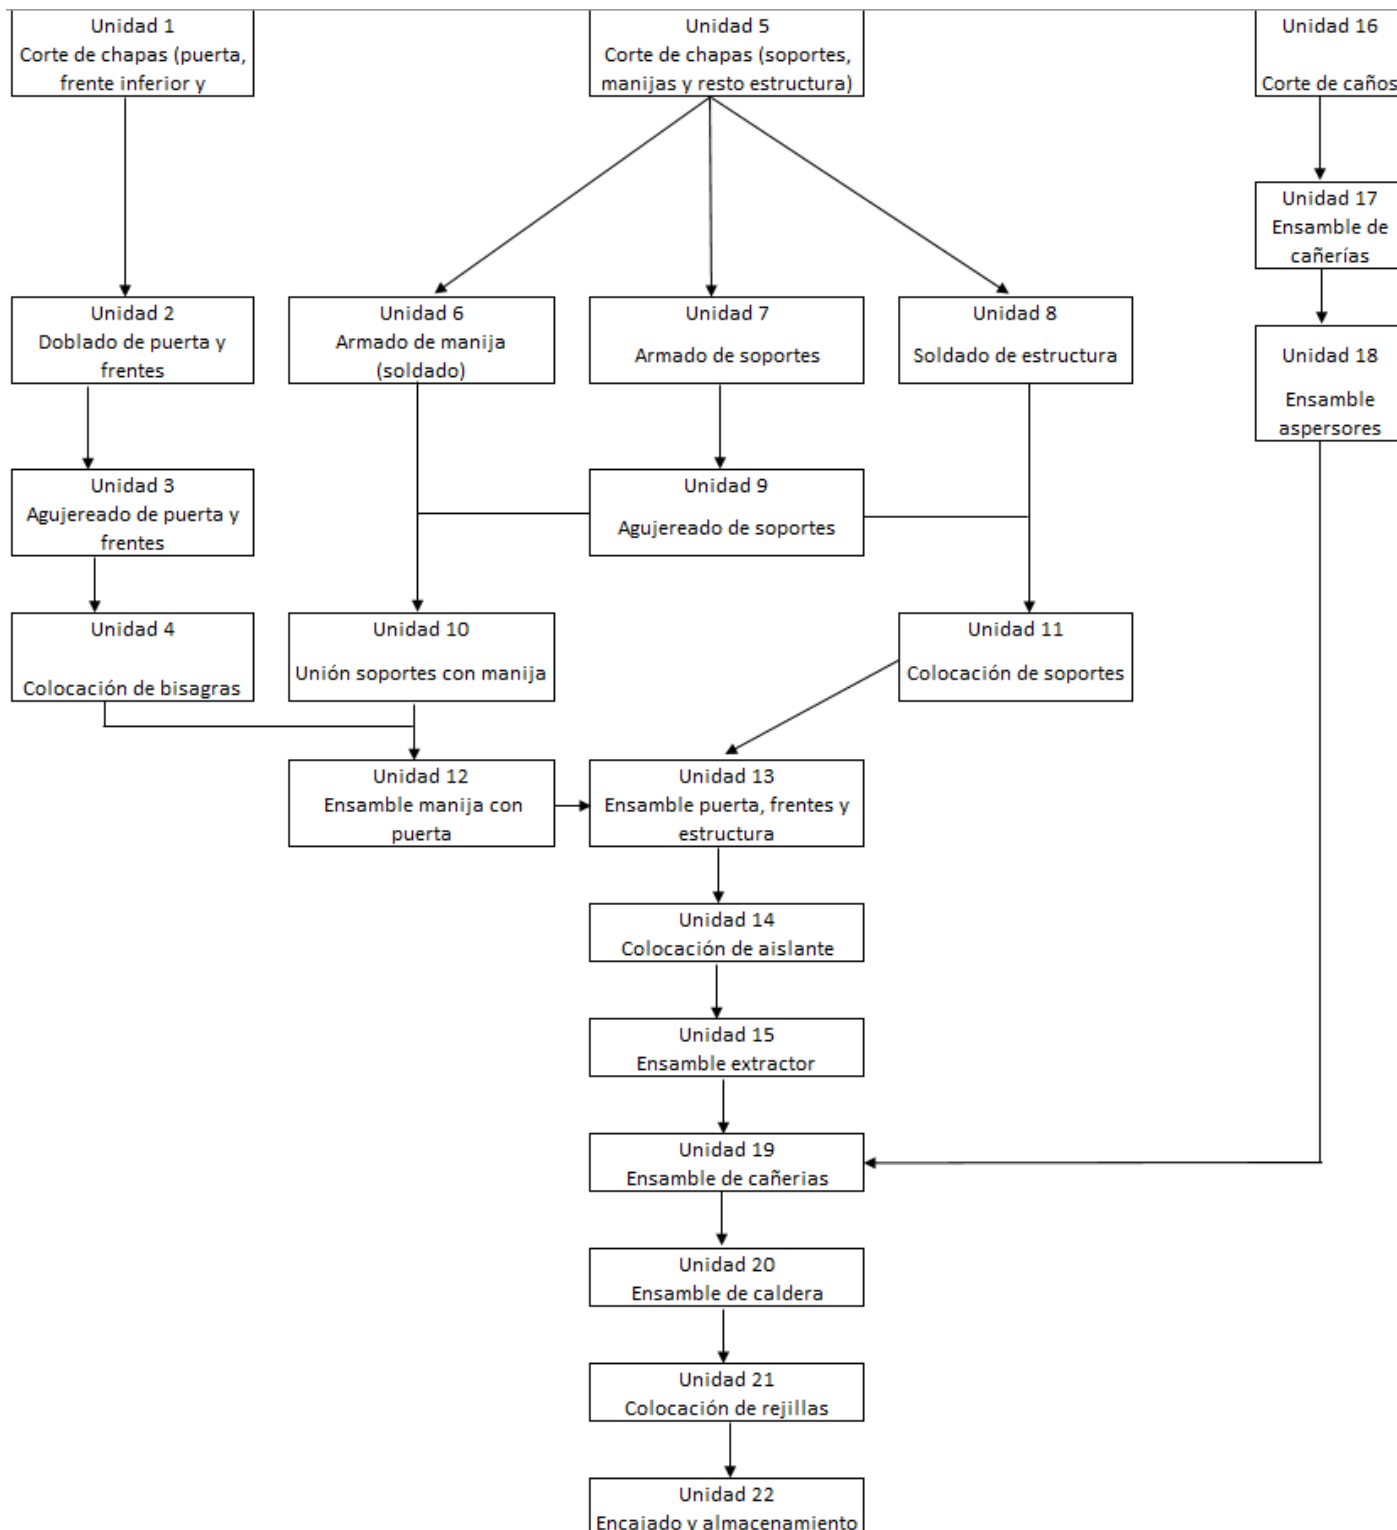 Unidad 1
Corte de chapas (puerta,
frente inferior y
Unidad 5
Corte de chapas (soportes,
manijas y resto estructura)
Unidad 16
Corte de caños
Unidad 17
Ensamble de
cañerías
Unidad 2
Doblado de puerta y
frentes
Unidad 6
Armado de manija
(soldado)
Unidad 7
Armado de soportes
Unidad 8
Soldado de estructura
Unidad 18
Ensamble
aspersores
Unidad 3
Agujereado de puerta y
frentes
Unidad 9
Agujereado de soportes
Unidad 4
Colocación de bisagras
Unidad 10
Unión soportes con manija
Unidad 11
Colocación de soportes
Unidad 12
Ensamble manija con
puerta
Unidad 13
Ensamble puerta, frentes y
estructura
Unidad 14
Colocación de aislante
Unidad 15
Ensamble extractor
Unidad 19
Ensamble de cañerias
Unidad 20
Ensamble de caldera
Unidad 21
Colocación de rejillas
Unidad 22
Encajado y almacenamiento